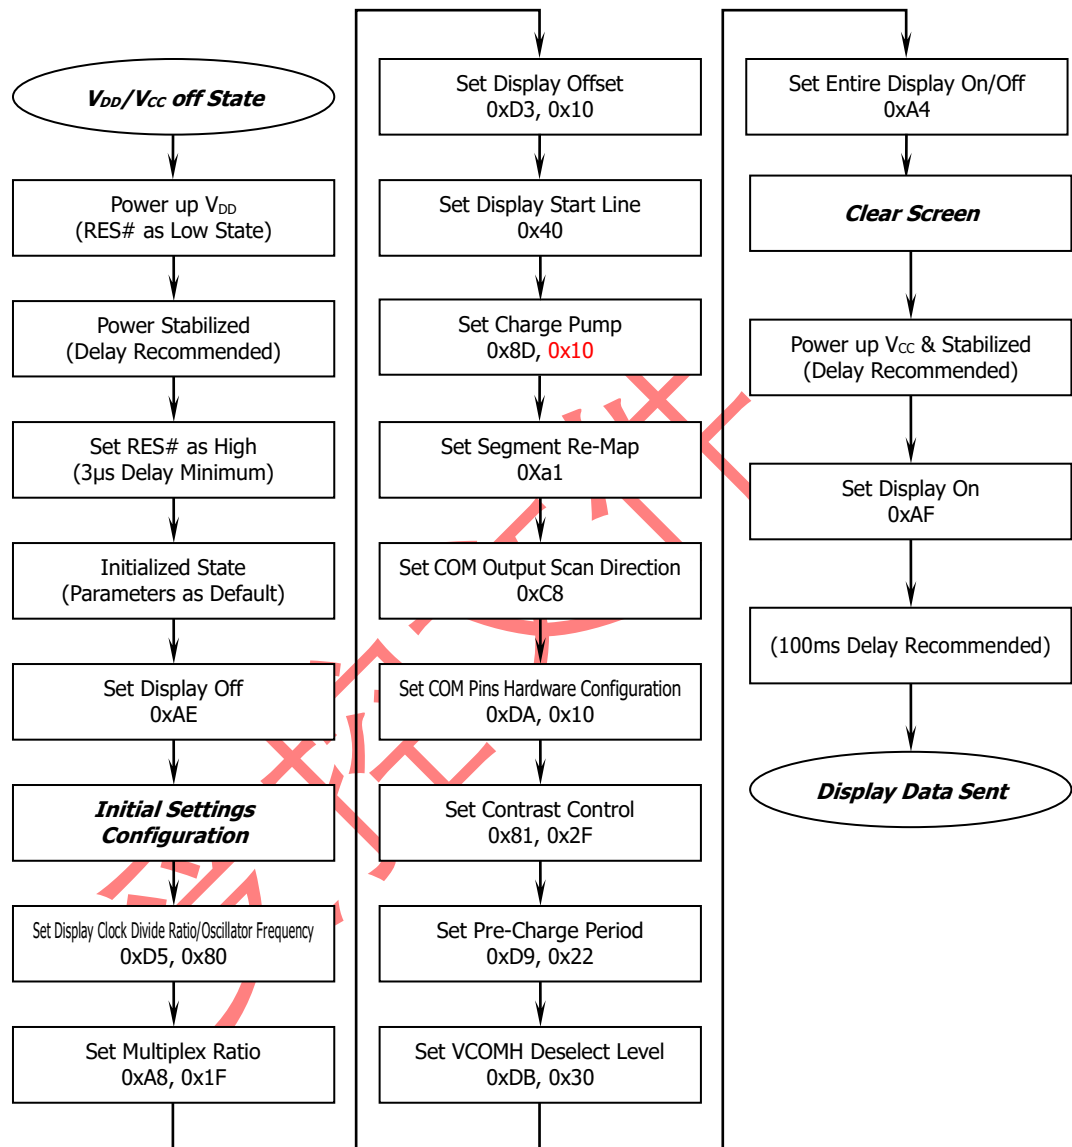 V_DD/V_CC off State
Power up V_DD
(RES# as Low State)
Power Stabilized
(Delay Recommended)
Set RES# as High
(3μs Delay Minimum)
Initialized State
(Parameters as Default)
Set Display Off
0xAE
Initial Settings
Configuration
Set Display Clock Divide Ratio/Oscillator Frequency
0xD5, 0x80
Set Multiplex Ratio
0xA8, 0x1F
Set Display Offset
0xD3, 0x10
Set Display Start Line
0x40
Set Charge Pump
0x8D, 0x10
Set Segment Re-Map
0Xa1
Set COM Output Scan Direction
0xC8
Set COM Pins Hardware Configuration
0xDA, 0x10
Set Contrast Control
0x81, 0x2F
Set Pre-Charge Period
0xD9, 0x22
Set VCOMH Deselect Level
0xDB, 0x30
Set Entire Display On/Off
0xA4
Clear Screen
Power up V_CC & Stabilized
(Delay Recommended)
Set Display On
0xAF
(100ms Delay Recommended)
Display Data Sent